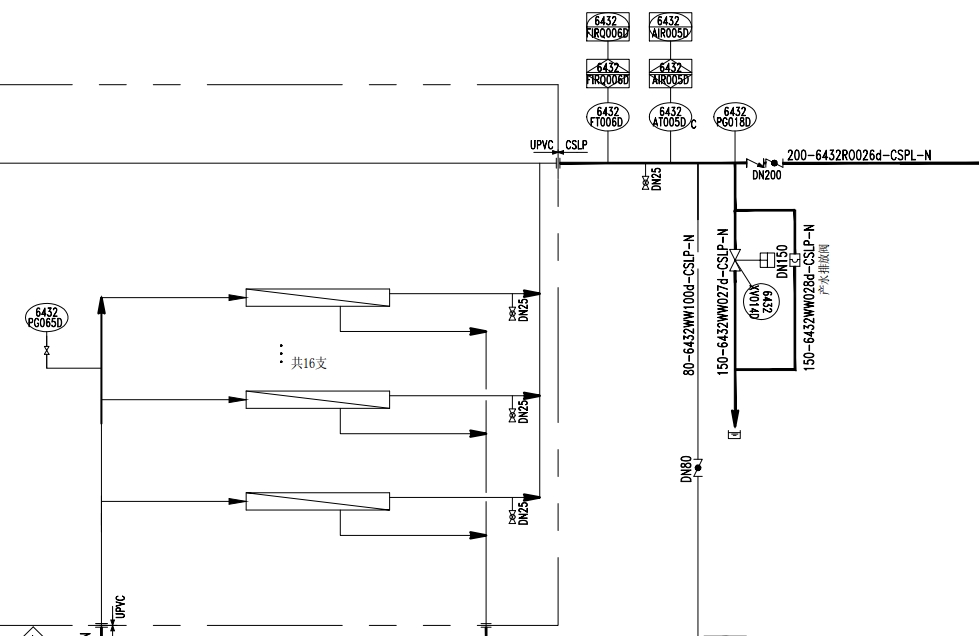 6432
FIRQ006D
6432
AIR005D
6432
FIRQ006D
6432
AIR005D
6432
FT006D
6432
AT005D
C
6432
PG018D
UPVC
CSLP
200-6432RO026d-CSPL-N
DN200
DN25
80-6432WW100d-CSLP-N
150-6432WW027d-CSLP-N
DN150
150-6432WW028d-CSLP-N
产水排放阀
6432
XV014D
6432
PG065D
DN25
共16支
DN25
DN80
DN25
UPVC